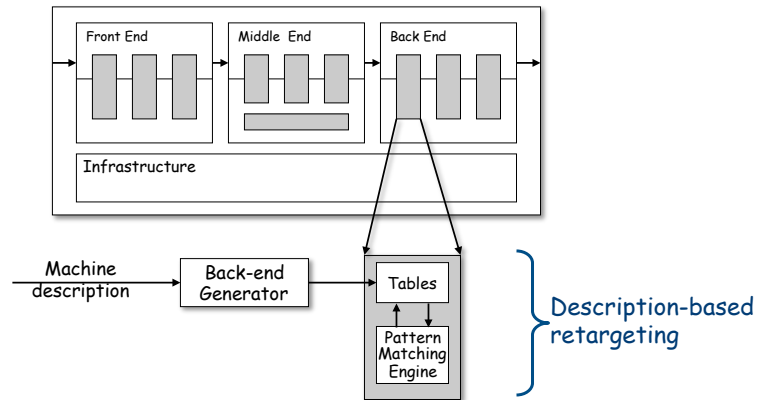 Front End
Middle End
Back End
Infrastructure
Machine
description
Back-end
Generator
Tables
Pattern
Matching
Engine
Description-based
retargeting